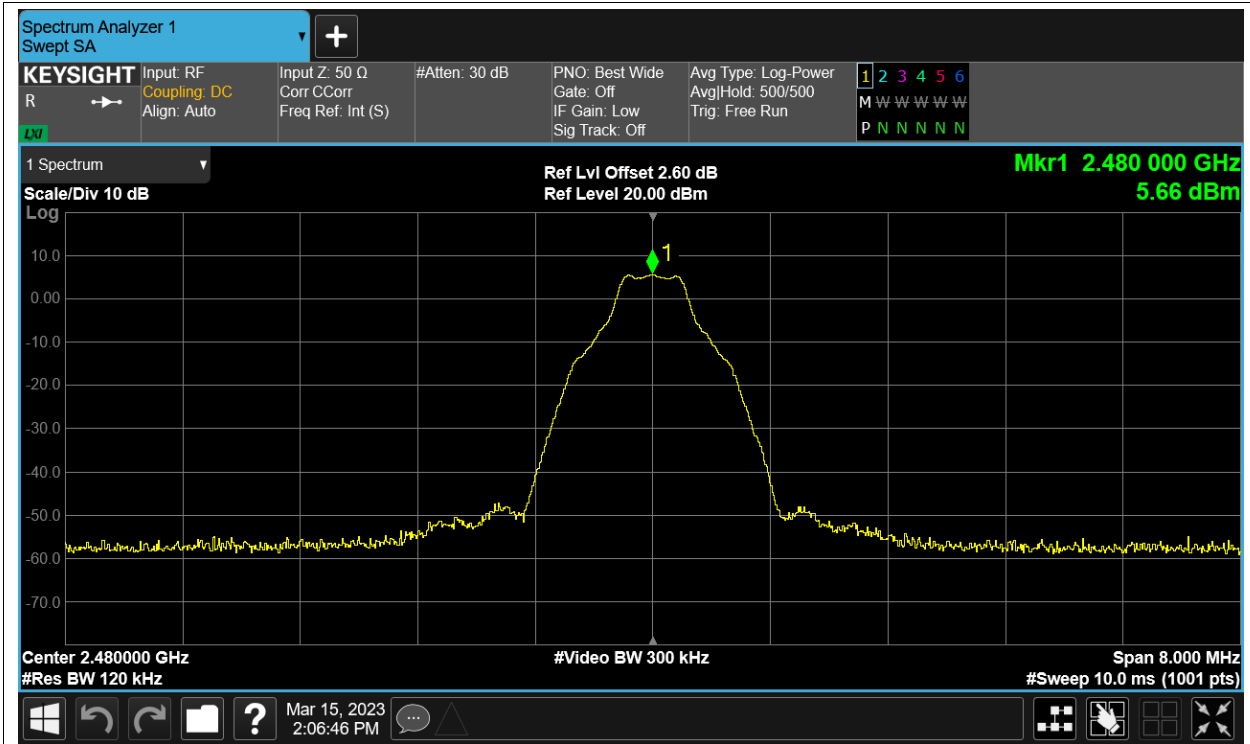 Spectrum Analyzer 1
Swept SA
KEYSIGHT
R
LXI
Input: RF
Coupling: DC
Align: Auto
Input Z: 50 Ω
Corr CCorr
Freq Ref: Int (S)
#Atten: 30 dB
PNO: Best Wide
Gate: Off
IF Gain: Low
Sig Track: Off
Avg Type: Log-Power
Avg|Hold: 500/500
Trig: Free Run
1 2 3 4 5 6
M W W W W W
P N N N N N
1 Spectrum
Scale/Div 10 dB
Ref Lvl Offset 2.60 dB
Ref Level 20.00 dBm
Mkr1 2.480 000 GHz
5.66 dBm
Log
1
10.0
0.00
-10.0
-20.0
-30.0
-40.0
-50.0
-60.0
-70.0
Center 2.480000 GHz
#Video BW 300 kHz
Span 8.000 MHz
#Res BW 120 kHz
#Sweep 10.0 ms (1001 pts)
?
Mar 15, 2023
2:06:46 PM